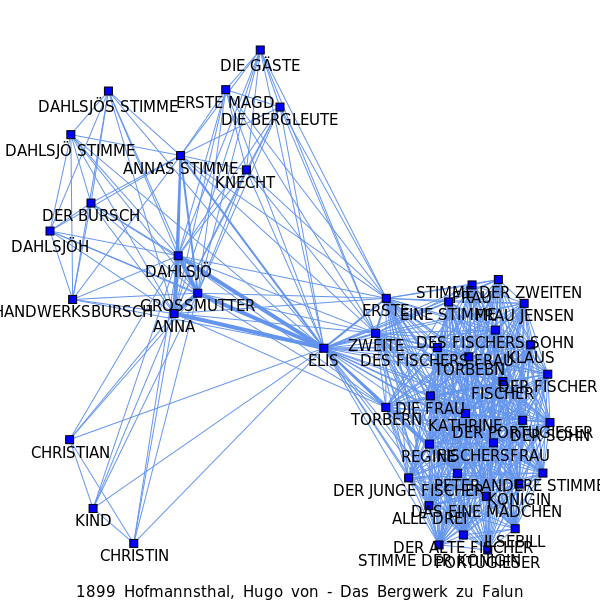 DIE GÄSTE
DAHLSJÖS STIMME
ERSTE MAGD
DIE BERGLEUTE
DAHLSJÖ STIMME
ANNAS STIMME
KNECHT
DER BURSCH
DAHLSJÖH
DAHLSJÖ
STIMME DER ZWEITEN
FRAU
HANDWERKSBURSCH
GROSSMUTTER
ERSTE
EINE STIMME
FRAU JENSEN
ANNA
ZWEITE
DES FISCHERS SOHN
ELIS
DES FISCHERS FRAU
KLAUS
TORBEBN
DER FISCHER
FISCHER
DIE FRAU
TORBERN
KATHRINE
DER PORTUGIESER
DER SOHN
CHRISTIAN
REGINE
FISCHERSFRAU
PETER
ANDERE STIMME
DER JUNGE FISCHER
KÖNIGIN
DAS EINE MÄDCHEN
KIND
ALLE DREI
ILSEBILL
DER ALTE FISCHER
CHRISTIN
STIMME DER KÖNIGIN
PORTUGIESER
1899 Hofmannsthal, Hugo von - Das Bergwerk zu Falun